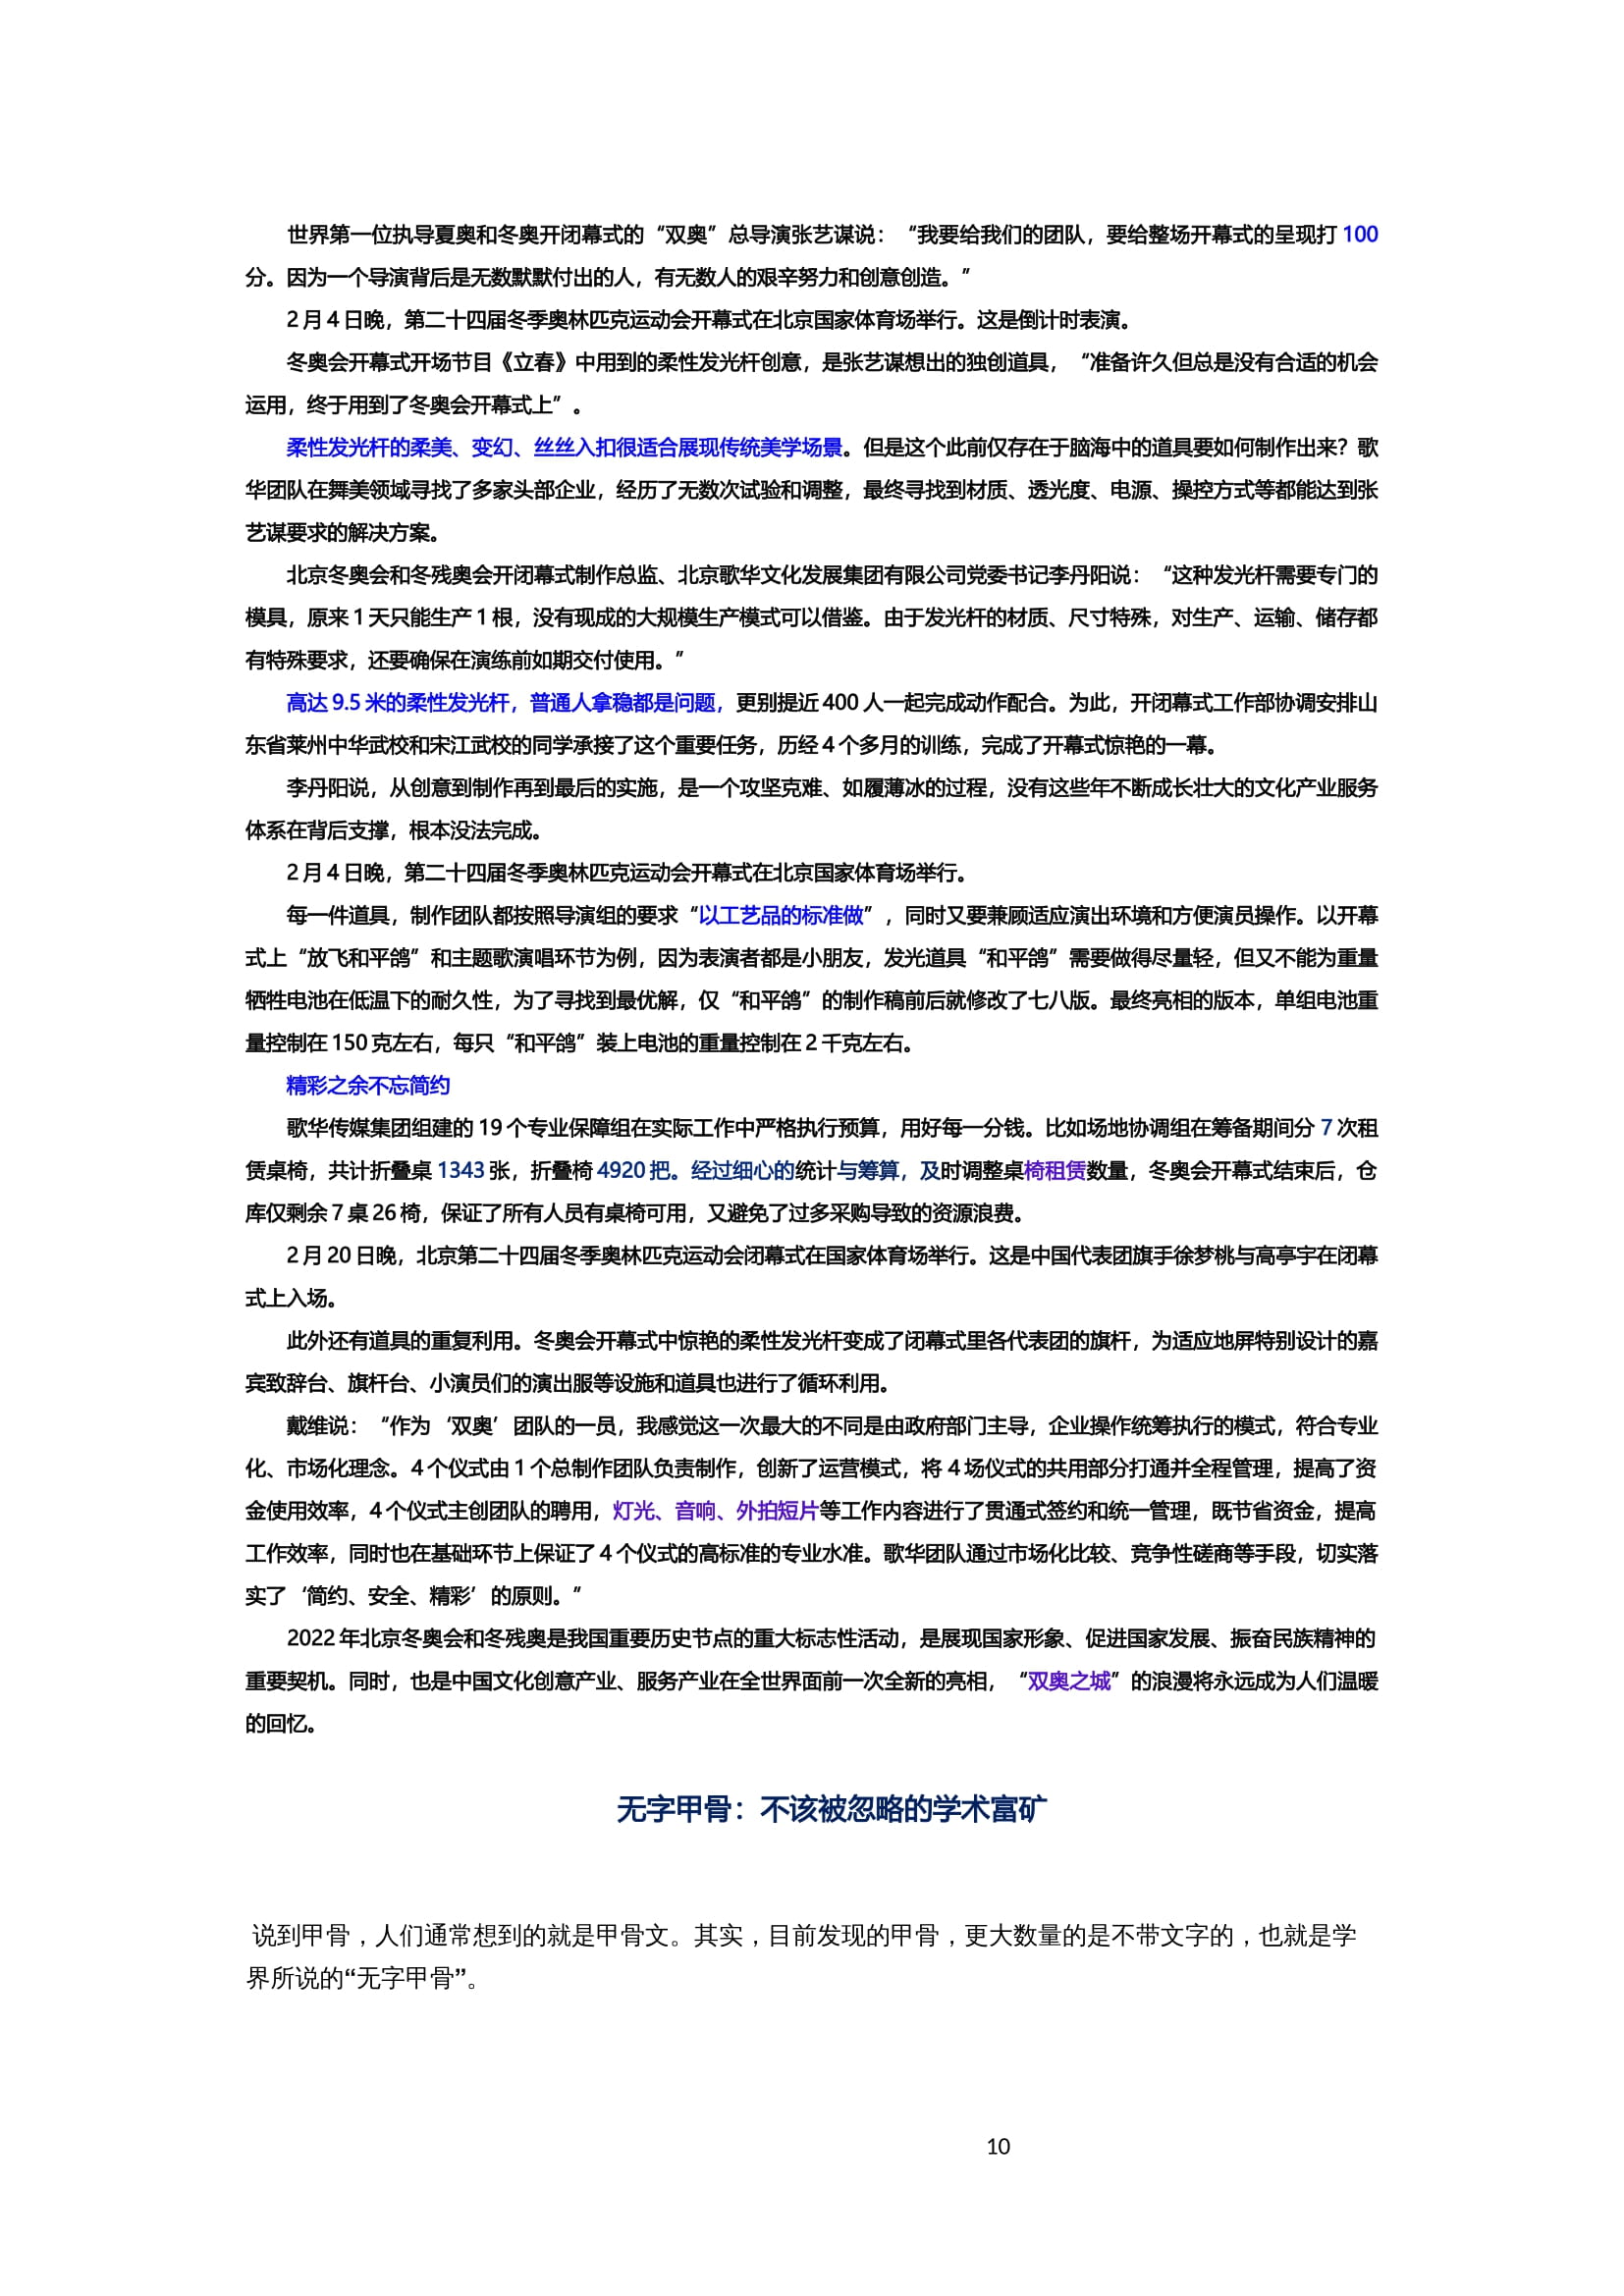 世界第一位执导夏奥和冬奥开闭幕式的“双奥”总导演张艺谋说：“我要给我们的团队，要给整场开幕式的呈现打 100
分。因为一个导演背后是无数默默付出的人，有无数人的艰辛努力和创意创造。”
2 月 4 日晚，第二十四届冬季奥林匹克运动会开幕式在北京国家体育场举行。这是倒计时表演。
冬奥会开幕式开场节目《立春》中用到的柔性发光杆创意，是张艺谋想出的独创道具，“准备许久但总是没有合适的机会
运用，终于用到了冬奥会开幕式上”。
柔性发光杆的柔美、变幻、丝丝入扣很适合展现传统美学场景。但是这个此前仅存在于脑海中的道具要如何制作出来？歌
华团队在舞美领域寻找了多家头部企业，经历了无数次试验和调整，最终寻找到材质、透光度、电源、操控方式等都能达到张
艺谋要求的解决方案。
北京冬奥会和冬残奥会开闭幕式制作总监、北京歌华文化发展集团有限公司党委书记李丹阳说：“这种发光杆需要专门的
模具，原来 1 天只能生产 1 根，没有现成的大规模生产模式可以借鉴。由于发光杆的材质、尺寸特殊，对生产、运输、储存都
有特殊要求，还要确保在演练前如期交付使用。”
高达 9.5 米的柔性发光杆，普通人拿稳都是问题，更别提近 400 人一起完成动作配合。为此，开闭幕式工作部协调安排山
东省莱州中华武校和宋江武校的同学承接了这个重要任务，历经 4 个多月的训练，完成了开幕式惊艳的一幕。
李丹阳说，从创意到制作再到最后的实施，是一个攻坚克难、如履薄冰的过程，没有这些年不断成长壮大的文化产业服务
体系在背后支撑，根本没法完成。
2 月 4 日晚，第二十四届冬季奥林匹克运动会开幕式在北京国家体育场举行。
每一件道具，制作团队都按照导演组的要求“以工艺品的标准做”，同时又要兼顾适应演出环境和方便演员操作。以开幕
式上“放飞和平鸽”和主题歌演唱环节为例，因为表演者都是小朋友，发光道具“和平鸽”需要做得尽量轻，但又不能为重量
牺牲电池在低温下的耐久性，为了寻找到最优解，仅“和平鸽”的制作稿前后就修改了七八版。最终亮相的版本，单组电池重
量控制在 150 克左右，每只“和平鸽”装上电池的重量控制在 2 千克左右。
精彩之余不忘简约
歌华传媒集团组建的 19 个专业保障组在实际工作中严格执行预算，用好每一分钱。比如场地协调组在筹备期间分 7 次租
赁桌椅，共计折叠桌 1343 张，折叠椅 4920 把。经过细心的统计与筹算，及时调整桌椅租赁数量，冬奥会开幕式结束后，仓
库仅剩余 7 桌 26 椅，保证了所有人员有桌椅可用，又避免了过多采购导致的资源浪费。
2 月 20 日晚，北京第二十四届冬季奥林匹克运动会闭幕式在国家体育场举行。这是中国代表团旗手徐梦桃与高亭宇在闭幕
式上入场。
此外还有道具的重复利用。冬奥会开幕式中惊艳的柔性发光杆变成了闭幕式里各代表团的旗杆，为适应地屏特别设计的嘉
宾致辞台、旗杆台、小演员们的演出服等设施和道具也进行了循环利用。
戴维说：“作为‘双奥’团队的一员，我感觉这一次最大的不同是由政府部门主导，企业操作统筹执行的模式，符合专业
化、市场化理念。4 个仪式由 1 个总制作团队负责制作，创新了运营模式，将 4 场仪式的共用部分打通并全程管理，提高了资
金使用效率，4 个仪式主创团队的聘用，灯光、音响、外拍短片等工作内容进行了贯通式签约和统一管理，既节省资金，提高
工作效率，同时也在基础环节上保证了 4 个仪式的高标准的专业水准。歌华团队通过市场化比较、竞争性磋商等手段，切实落
实了‘简约、安全、精彩’的原则。”
2022 年北京冬奥会和冬残奥是我国重要历史节点的重大标志性活动，是展现国家形象、促进国家发展、振奋民族精神的
重要契机。同时，也是中国文化创意产业、服务产业在全世界面前一次全新的亮相，“双奥之城”的浪漫将永远成为人们温暖
的回忆。
无字甲骨：不该被忽略的学术富矿
说到甲骨，人们通常想到的就是甲骨文。其实，目前发现的甲骨，更大数量的是不带文字的，也就是学
界所说的“无字甲骨”。
10